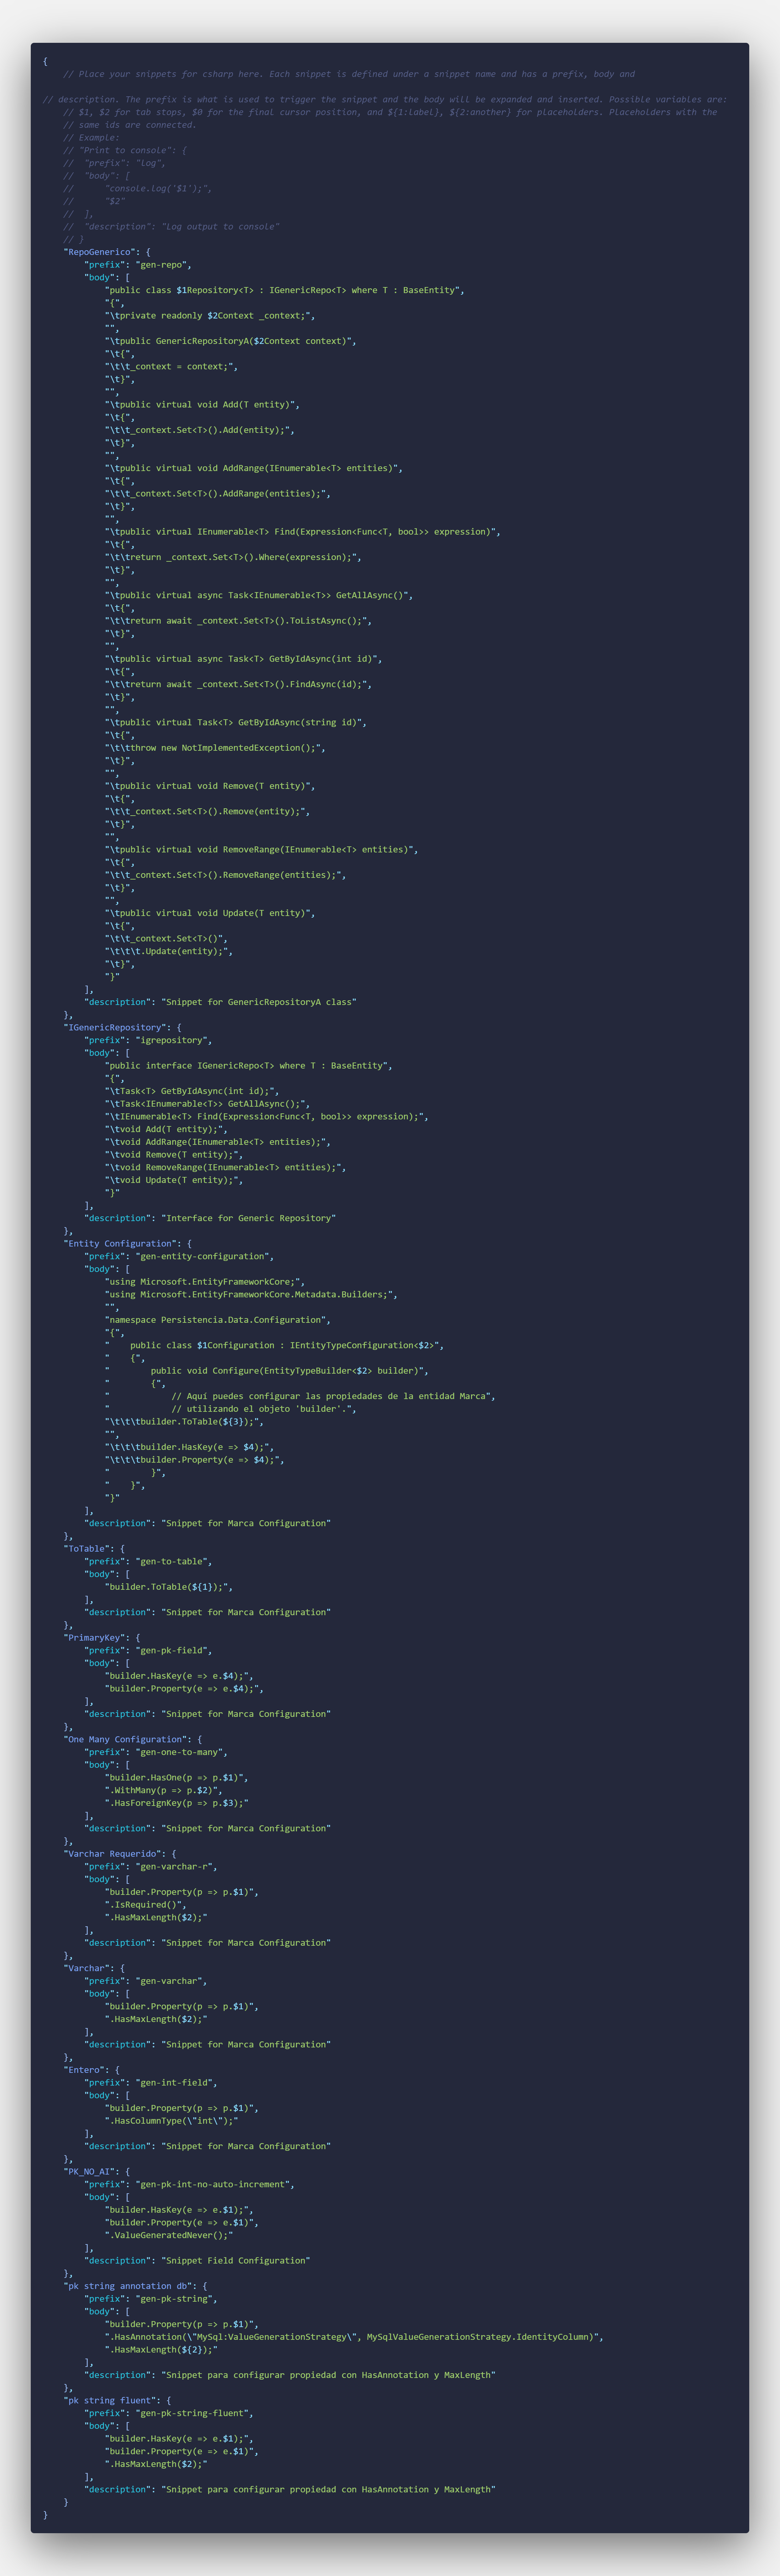 {
    // Place your snippets for csharp here. Each snippet is defined under a snippet name and has a prefix, body and
// description. The prefix is what is used to trigger the snippet and the body will be expanded and inserted. Possible variables are:
    // $1, $2 for tab stops, $0 for the final cursor position, and ${1:label}, ${2:another} for placeholders. Placeholders with the
    // same ids are connected.
    // Example:
    // "Print to console": {
    //  "prefix": "log",
    //  "body": [
    //      "console.log('$1');",
    //      "$2"
    //  ],
    //  "description": "Log output to console"
    // }
    "RepoGenerico": {
        "prefix": "gen-repo",
        "body": [
            "public class $1Repository<T> : IGenericRepo<T> where T : BaseEntity",
            "{",
            "\tprivate readonly $2Context _context;",
            "",
            "\tpublic GenericRepositoryA($2Context context)",
            "\t{",
            "\t\t_context = context;",
            "\t}",
            "",
            "\tpublic virtual void Add(T entity)",
            "\t{",
            "\t\t_context.Set<T>().Add(entity);",
            "\t}",
            "",
            "\tpublic virtual void AddRange(IEnumerable<T> entities)",
            "\t{",
            "\t\t_context.Set<T>().AddRange(entities);",
            "\t}",
            "",
            "\tpublic virtual IEnumerable<T> Find(Expression<Func<T, bool>> expression)",
            "\t{",
            "\t\treturn _context.Set<T>().Where(expression);",
            "\t}",
            "",
            "\tpublic virtual async Task<IEnumerable<T>> GetAllAsync()",
            "\t{",
            "\t\treturn await _context.Set<T>().ToListAsync();",
            "\t}",
            "",
            "\tpublic virtual async Task<T> GetByIdAsync(int id)",
            "\t{",
            "\t\treturn await _context.Set<T>().FindAsync(id);",
            "\t}",
            "",
            "\tpublic virtual Task<T> GetByIdAsync(string id)",
            "\t{",
            "\t\tthrow new NotImplementedException();",
            "\t}",
            "",
            "\tpublic virtual void Remove(T entity)",
            "\t{",
            "\t\t_context.Set<T>().Remove(entity);",
            "\t}",
            "",
            "\tpublic virtual void RemoveRange(IEnumerable<T> entities)",
            "\t{",
            "\t\t_context.Set<T>().RemoveRange(entities);",
            "\t}",
            "",
            "\tpublic virtual void Update(T entity)",
            "\t{",
            "\t\t_context.Set<T>()",
            "\t\t\t.Update(entity);",
            "\t}",
            "}"
        ],
        "description": "Snippet for GenericRepositoryA class"
    },
    "IGenericRepository": {
        "prefix": "igrepository",
        "body": [
            "public interface IGenericRepo<T> where T : BaseEntity",
            "{",
            "\tTask<T> GetByIdAsync(int id);",
            "\tTask<IEnumerable<T>> GetAllAsync();",
            "\tIEnumerable<T> Find(Expression<Func<T, bool>> expression);",
            "\tvoid Add(T entity);",
            "\tvoid AddRange(IEnumerable<T> entities);",
            "\tvoid Remove(T entity);",
            "\tvoid RemoveRange(IEnumerable<T> entities);",
            "\tvoid Update(T entity);",
            "}"
        ],
        "description": "Interface for Generic Repository"
    },
    "Entity Configuration": {
        "prefix": "gen-entity-configuration",
        "body": [
            "using Microsoft.EntityFrameworkCore;",
            "using Microsoft.EntityFrameworkCore.Metadata.Builders;",
            "",
            "namespace Persistencia.Data.Configuration",
            "{",
            "    public class $1Configuration : IEntityTypeConfiguration<$2>",
            "    {",
            "        public void Configure(EntityTypeBuilder<$2> builder)",
            "        {",
            "            // Aquí puedes configurar las propiedades de la entidad Marca",
            "            // utilizando el objeto 'builder'.",
            "\t\t\tbuilder.ToTable(${3});",
            "",
            "\t\t\tbuilder.HasKey(e => $4);",
            "\t\t\tbuilder.Property(e => $4);",
            "        }",
            "    }",
            "}"
        ],
        "description": "Snippet for Marca Configuration"
    },
    "ToTable": {
        "prefix": "gen-to-table",
        "body": [
            "builder.ToTable(${1});",
        ],
        "description": "Snippet for Marca Configuration"
    },
    "PrimaryKey": {
        "prefix": "gen-pk-field",
        "body": [
            "builder.HasKey(e => e.$4);",
            "builder.Property(e => e.$4);",
        ],
        "description": "Snippet for Marca Configuration"
    },
    "One Many Configuration": {
        "prefix": "gen-one-to-many",
        "body": [
            "builder.HasOne(p => p.$1)",
            ".WithMany(p => p.$2)",
            ".HasForeignKey(p => p.$3);"
        ],
        "description": "Snippet for Marca Configuration"
    },
    "Varchar Requerido": {
        "prefix": "gen-varchar-r",
        "body": [
            "builder.Property(p => p.$1)",
            ".IsRequired()",
            ".HasMaxLength($2);"
        ],
        "description": "Snippet for Marca Configuration"
    },
    "Varchar": {
        "prefix": "gen-varchar",
        "body": [
            "builder.Property(p => p.$1)",
            ".HasMaxLength($2);"
        ],
        "description": "Snippet for Marca Configuration"
    },
    "Entero": {
        "prefix": "gen-int-field",
        "body": [
            "builder.Property(p => p.$1)",
            ".HasColumnType(\"int\");"
        ],
        "description": "Snippet for Marca Configuration"
    },
    "PK_NO_AI": {
        "prefix": "gen-pk-int-no-auto-increment",
        "body": [
            "builder.HasKey(e => e.$1);",
            "builder.Property(e => e.$1)",
            ".ValueGeneratedNever();"
        ],
        "description": "Snippet Field Configuration"
    },
    "pk string annotation db": {
        "prefix": "gen-pk-string",
        "body": [
            "builder.Property(p => p.$1)",
            ".HasAnnotation(\"MySql:ValueGenerationStrategy\", MySqlValueGenerationStrategy.IdentityColumn)",
            ".HasMaxLength(${2});"
        ],
        "description": "Snippet para configurar propiedad con HasAnnotation y MaxLength"
    },
    "pk string fluent": {
        "prefix": "gen-pk-string-fluent",
        "body": [
            "builder.HasKey(e => e.$1);",
            "builder.Property(e => e.$1)",
            ".HasMaxLength($2);"
        ],
        "description": "Snippet para configurar propiedad con HasAnnotation y MaxLength"
    }
}